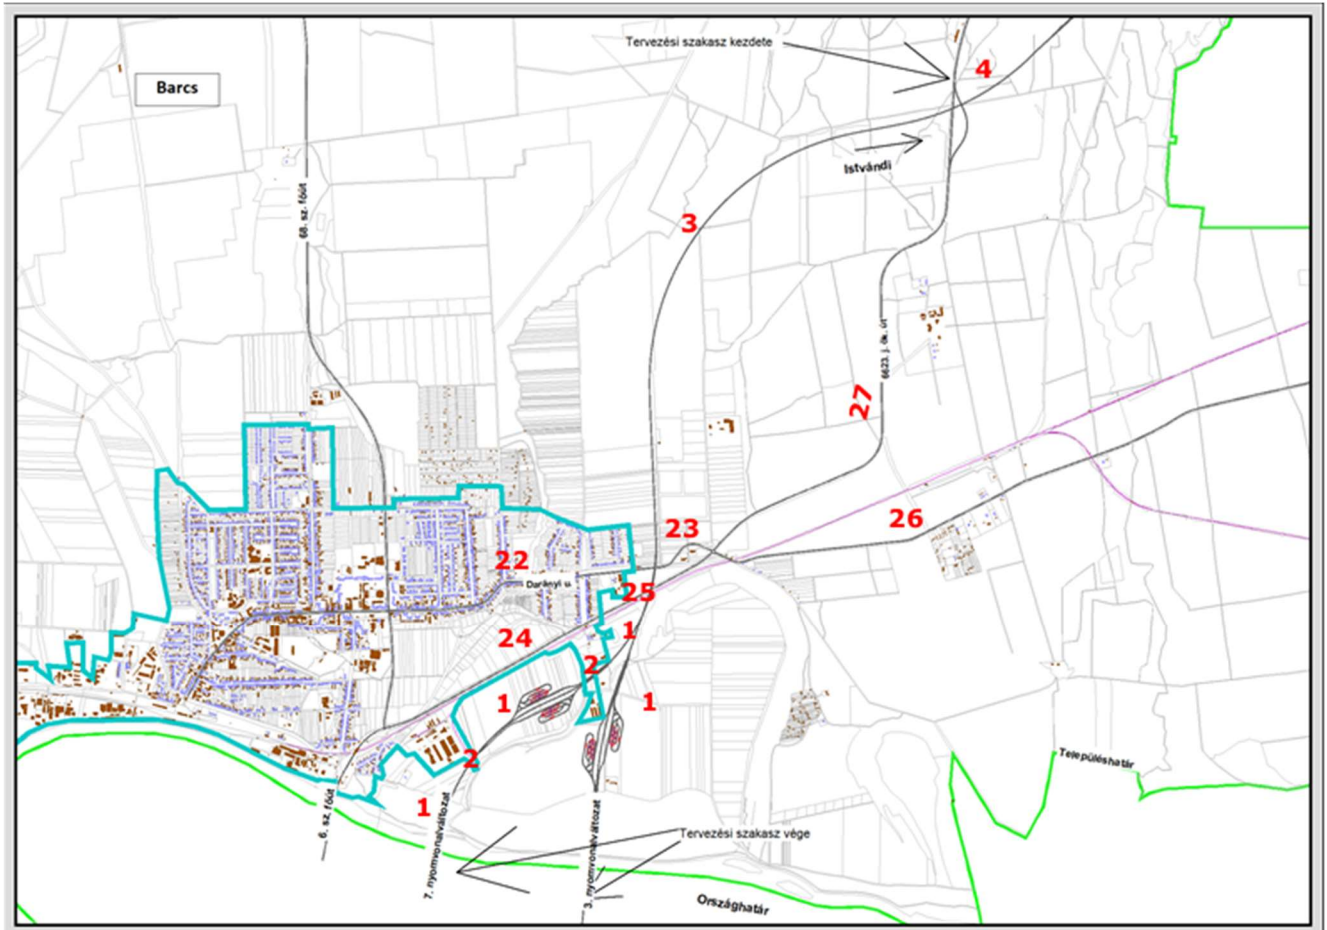 Tervezési szakasz kezdete
4
Barcs
Istvándi
68. sz. főút
3
6623. j. ök. út
27
26
23
22
Darányi u.
25
24
1
2
1
1
2
1
Településhatár
6. sz. főút
7. nyomvonalváltozat
3. nyomvonalváltozat
Tervezési szakasz vége
Országhatár